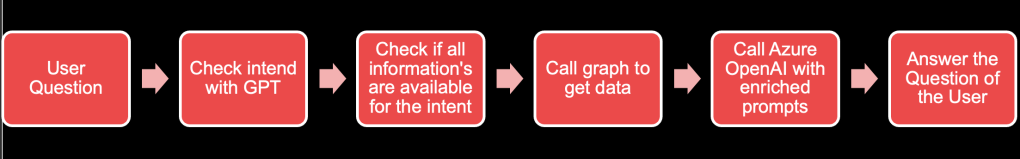 User
Question
Check intend
with GPT
Check if all
information's
are available
for the intent
Call graph to
get data
Call Azure
OpenAI with
enriched
prompts
Answer the
Question of
the User